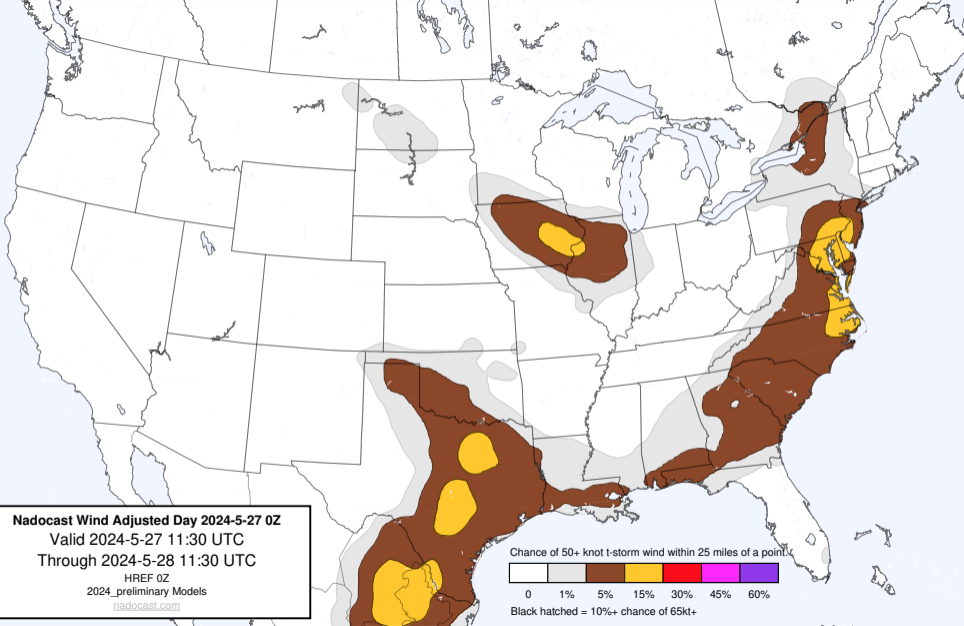 Nadocast Wind Adjusted Day 2024-5-27 0Z
Valid 2024-5-27 11:30 UTC
Through 2024-5-28 11:30 UTC
HREF 0Z
2024_preliminary Models
nadocast.com
Chance of 50+ knot t-storm wind within 25 miles of a point.
0 1% 5% 15% 30% 45% 60%
Black hatched = 10%+ chance of 65kt+